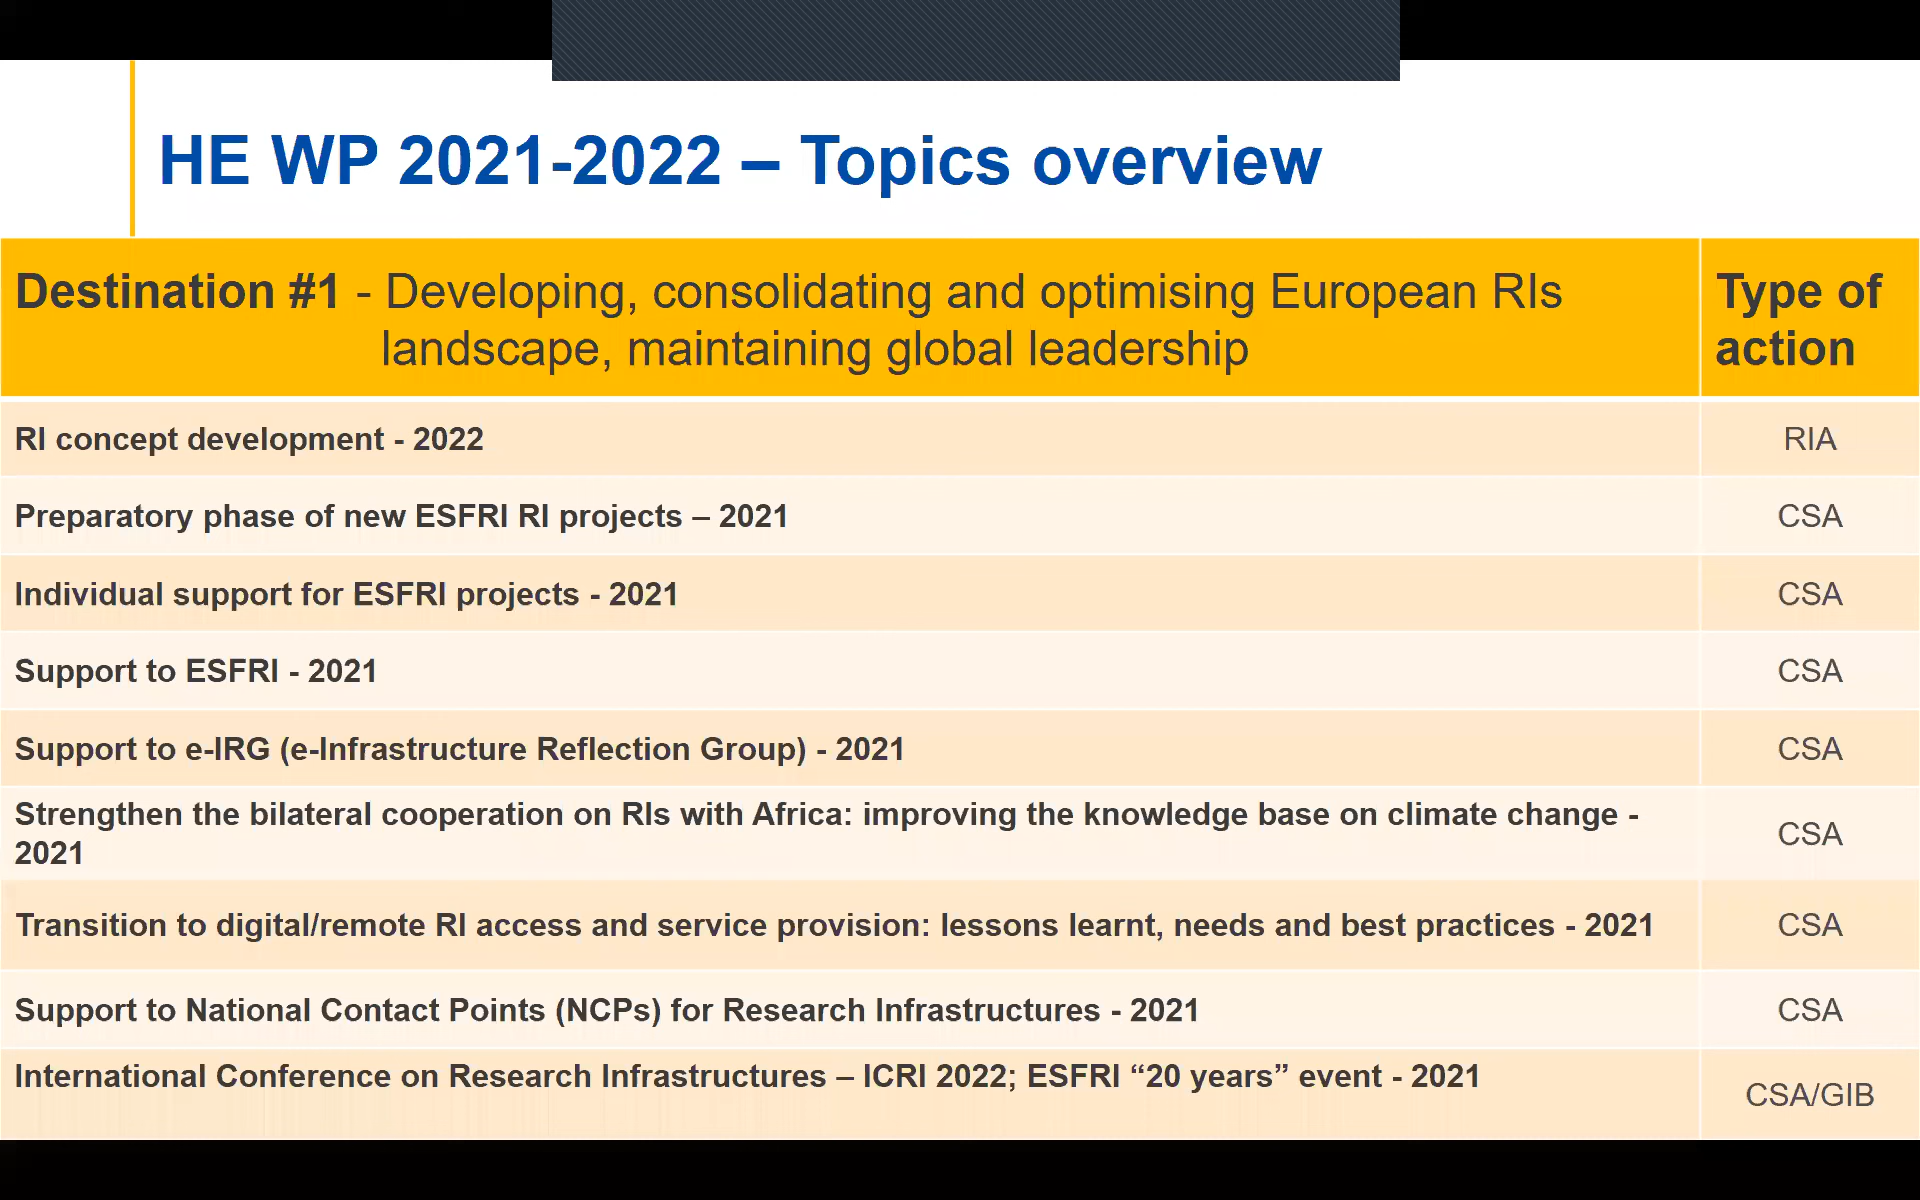 HE WP 2021-2022 – Topics overview
Destination #1 - Developing, consolidating and optimising European RIs
landscape, maintaining global leadership
Type of
action
RI concept development - 2022
RIA
Preparatory phase of new ESFRI RI projects – 2021
CSA
Individual support for ESFRI projects - 2021
CSA
Support to ESFRI - 2021
CSA
Support to e-IRG (e-Infrastructure Reflection Group) - 2021
CSA
Strengthen the bilateral cooperation on RIs with Africa: improving the knowledge base on climate change -
2021
CSA
Transition to digital/remote RI access and service provision: lessons learnt, needs and best practices - 2021
CSA
Support to National Contact Points (NCPs) for Research Infrastructures - 2021
CSA
International Conference on Research Infrastructures – ICRI 2022; ESFRI “20 years” event - 2021
CSA/GIB